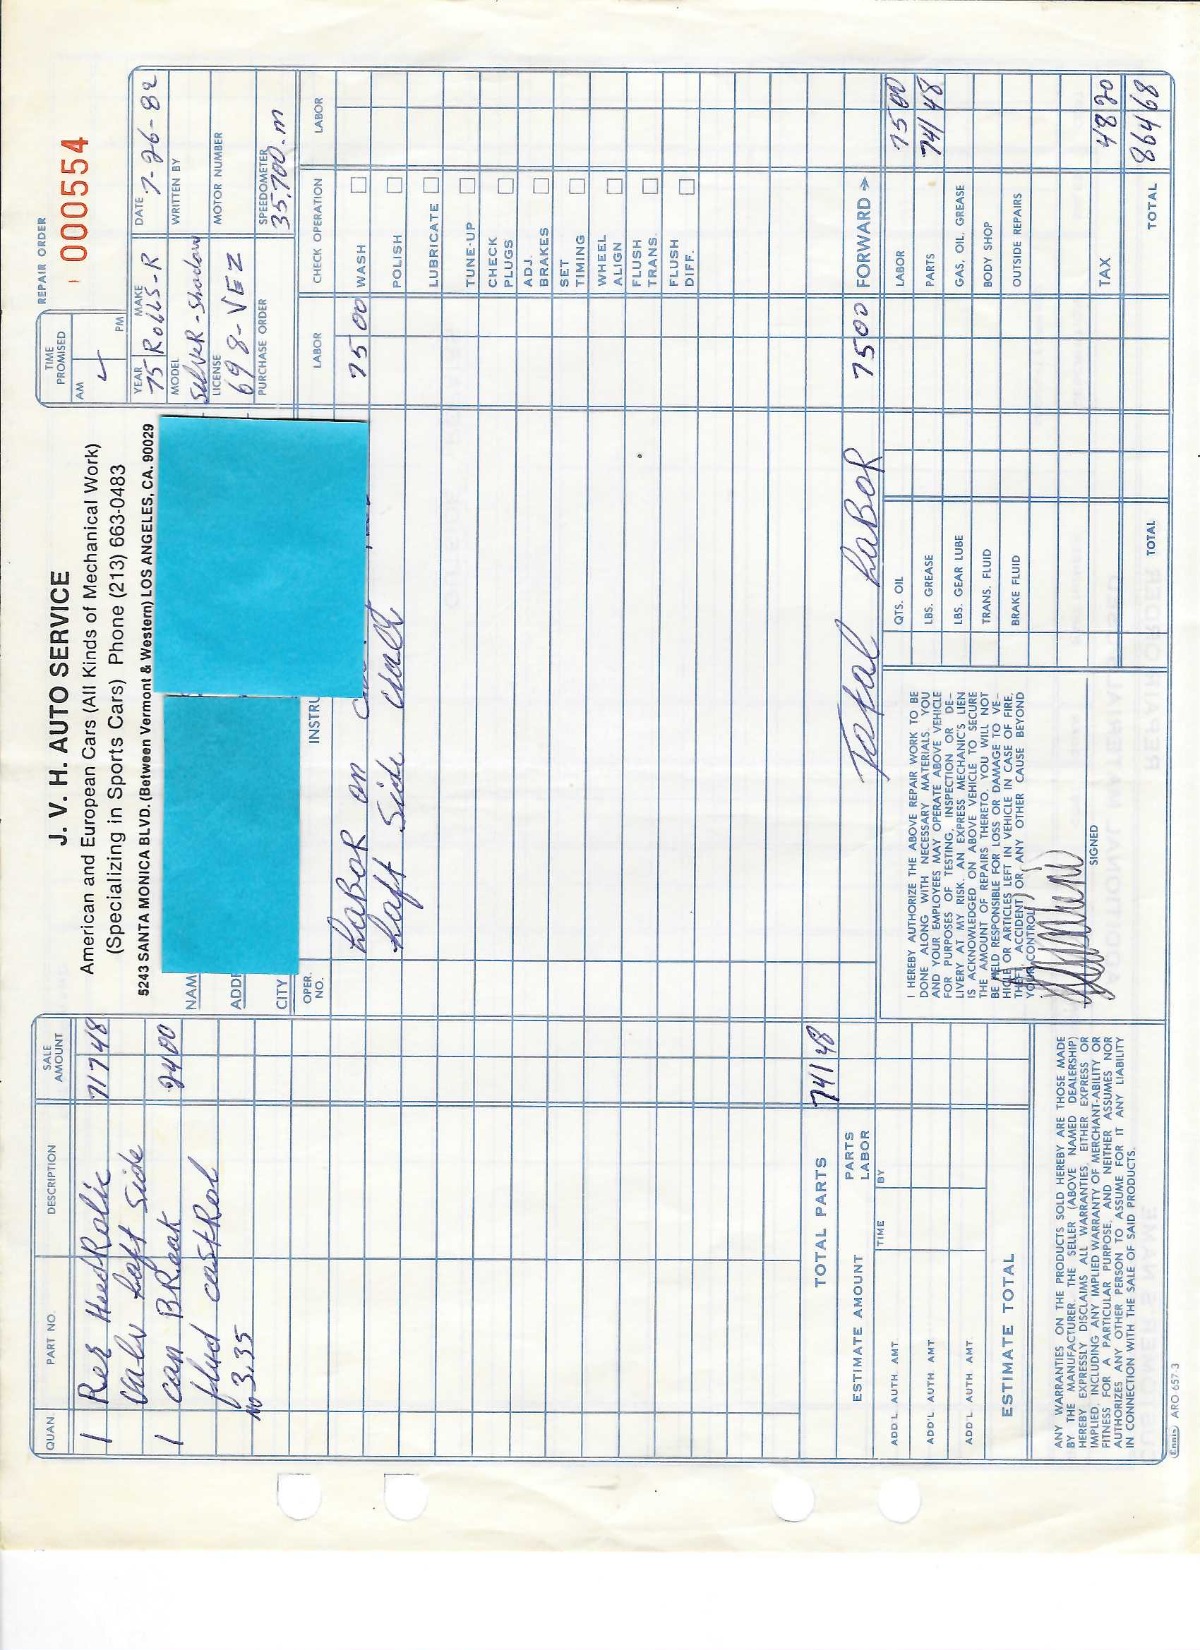 J. V. H. AUTO SERVICE
American and European Cars (All Kinds of Mechanical Work)
(Specializing in Sports Cars) Phone (213) 663-0483
5243 SANTA MONICA BLVD. (Between Vermont & Western) LOS ANGELES, CA. 90029
REPAIR ORDER
000554
TIME PROMISED
AM
PM
YEAR 75 MAKE Rolls-R DATE 7-26-82
MODEL SilveR-Shadow WRITTEN BY
LICENSE 698-VEZ MOTOR NUMBER
PURCHASE ORDER SPEEDOMETER 35,700.m
NAM
ADD
CITY
QUAN. PART NO. DESCRIPTION SALE AMOUNT
1 Rer HeedRolic 717 48
Valv Laft Side
1 can BReak 24 00
flud castRol
No 3.35
TOTAL PARTS 741 48
ESTIMATE AMOUNT PARTS LABOR
ADD'L. AUTH. AMT. TIME BY
ADD'L AUTH. AMT
ADD'L AUTH. AMT
ESTIMATE TOTAL
ANY WARRANTIES ON THE PRODUCTS SOLD HEREBY ARE THOSE MADE
BY THE MANUFACTURER. THE SELLER (ABOVE NAMED DEALERSHIP)
HEREBY EXPRESSLY DISCLAIMS ALL WARRANTIES, EITHER EXPRESS OR
IMPLIED, INCLUDING ANY IMPLIED WARRANTY OF MERCHANT-ABILITY OR
FITNESS FOR A PARTICULAR PURPOSE, AND NEITHER ASSUMES NOR
AUTHORIZES ANY OTHER PERSON TO ASSUME FOR IT ANY LIABILITY
IN CONNECTION WITH THE SALE OF SAID PRODUCTS.
Ennis ARO 657-3
OPER. NO. INSTRU LABOR CHECK OPERATION LABOR
LaBoR on 75 00 WASH
Laft Side
POLISH
LUBRICATE
TUNE-UP
CHECK PLUGS
ADJ. BRAKES
SET TIMING
WHEEL ALIGN
FLUSH TRANS.
FLUSH DIFF.
Total LaBoR 75 00 FORWARD
I HEREBY AUTHORIZE THE ABOVE REPAIR WORK TO BE
DONE ALONG WITH NECESSARY MATERIALS. YOU
AND YOUR EMPLOYEES MAY OPERATE ABOVE VEHICLE
FOR PURPOSES OF TESTING, INSPECTION OR DE-
LIVERY AT MY RISK. AN EXPRESS MECHANIC'S LIEN
IS ACKNOWLEDGED ON ABOVE VEHICLE TO SECURE
THE AMOUNT OF REPAIRS THERETO. YOU WILL NOT
BE HELD RESPONSIBLE FOR LOSS OR DAMAGE TO VE-
HICLE OR ARTICLES LEFT IN VEHICLE IN CASE OF FIRE,
THEFT, ACCIDENT OR ANY OTHER CAUSE BEYOND
YOUR CONTROL.
SIGNED
QTS. OIL
LBS. GREASE
LBS. GEAR LUBE
TRANS. FLUID
BRAKE FLUID
TOTAL
LABOR 75 00
PARTS 741 48
GAS, OIL, GREASE
BODY SHOP
OUTSIDE REPAIRS
TAX 48 20
TOTAL 864 68